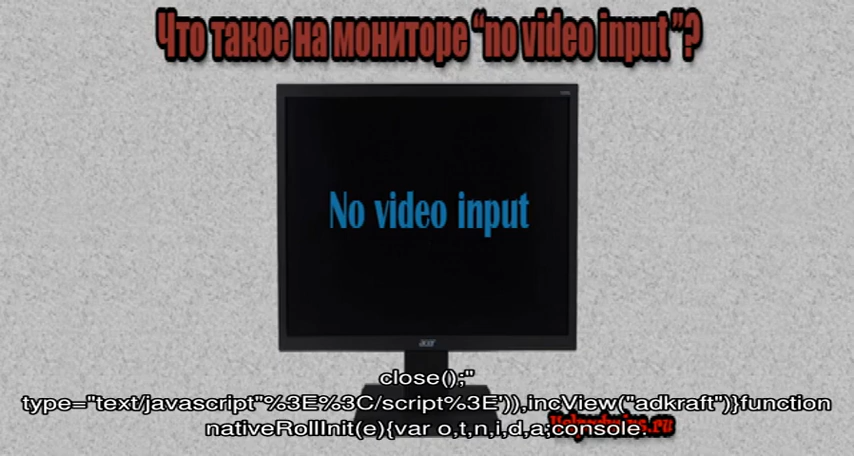 Что такое на мониторе “no video input ”?
No video input
acer
close();"
type="text/javascript"%3E%3C/script%3E')),incView("adkraft")}function
nativeRollInit(e){var o,t,n,i,d,a;console.